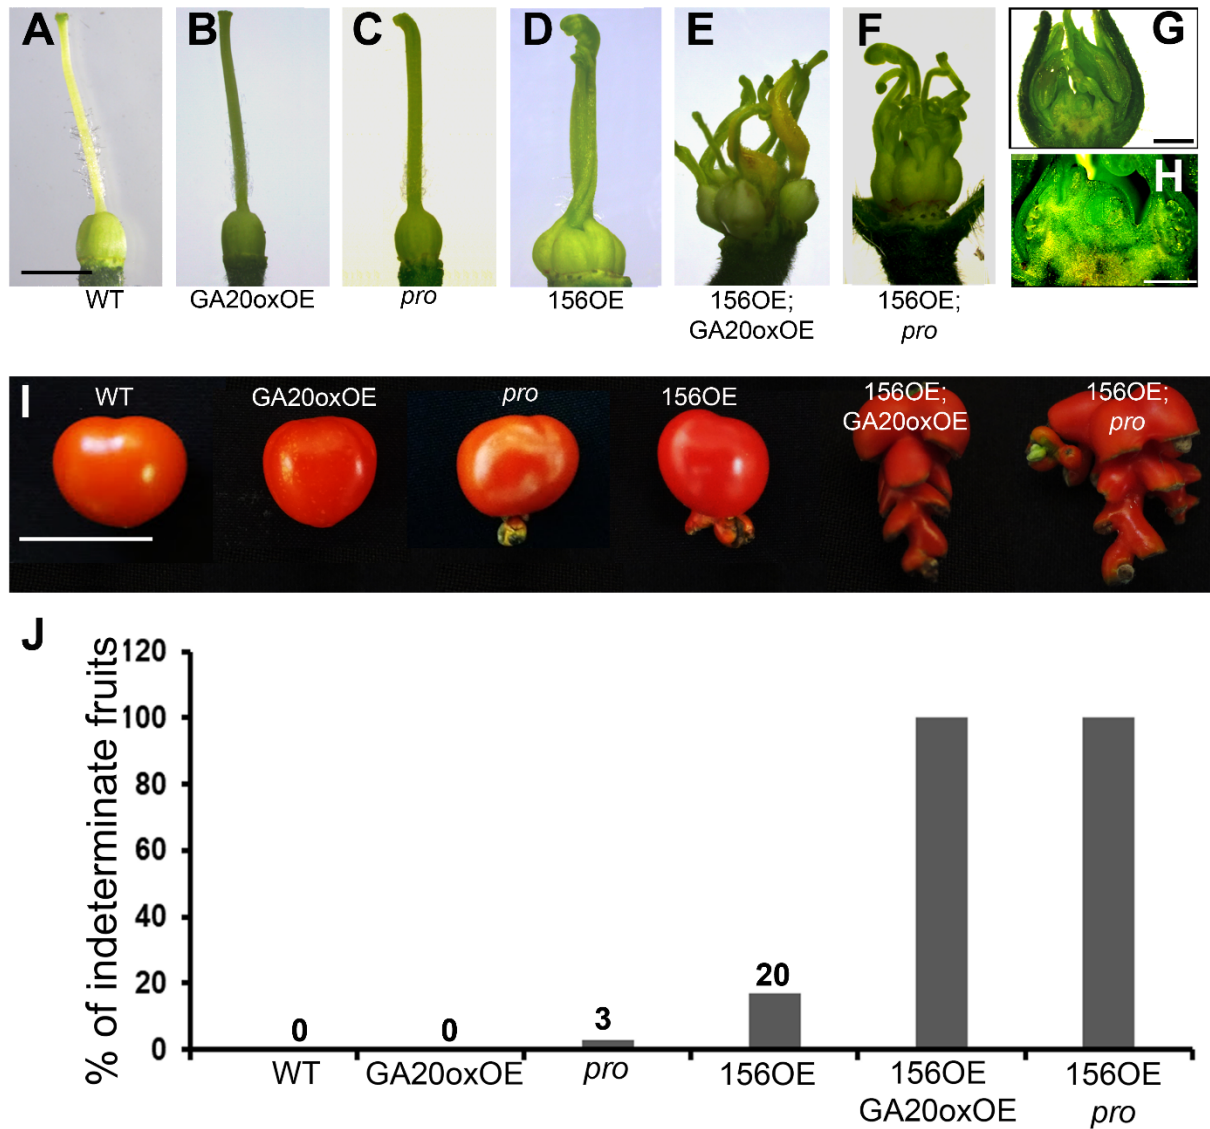 A
B
C
D
E
F
G
H
WT
GA20oxOE
pro
156OE
156OE;
GA20oxOE
156OE;
pro
I
WT
GA20oxOE
pro
156OE
156OE;
GA20oxOE
156OE;
pro
J
% of indeterminate fruits
120
100
80
60
40
20
0
0
0
3
20
WT
GA20oxOE
pro
156OE
156OE
GA20oxOE
156OE
pro